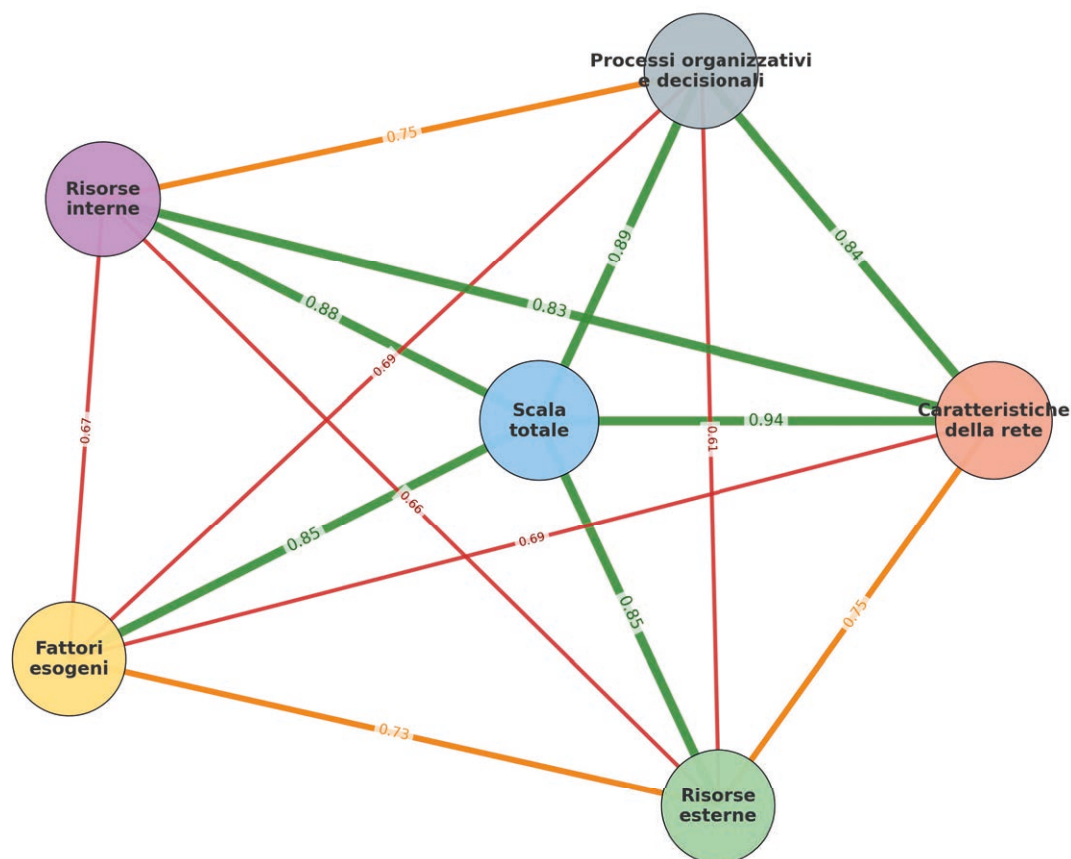 Processi organizzativi
e decisionali
0.75
Risorse
interne
0.89
0.84
0.88
0.83
0.69
Scala
totale
0.94
Caratteristiche
della rete
0.67
0.61
0.66
0.85
0.69
0.85
0.75
Fattori
esogeni
0.73
Risorse
esterne